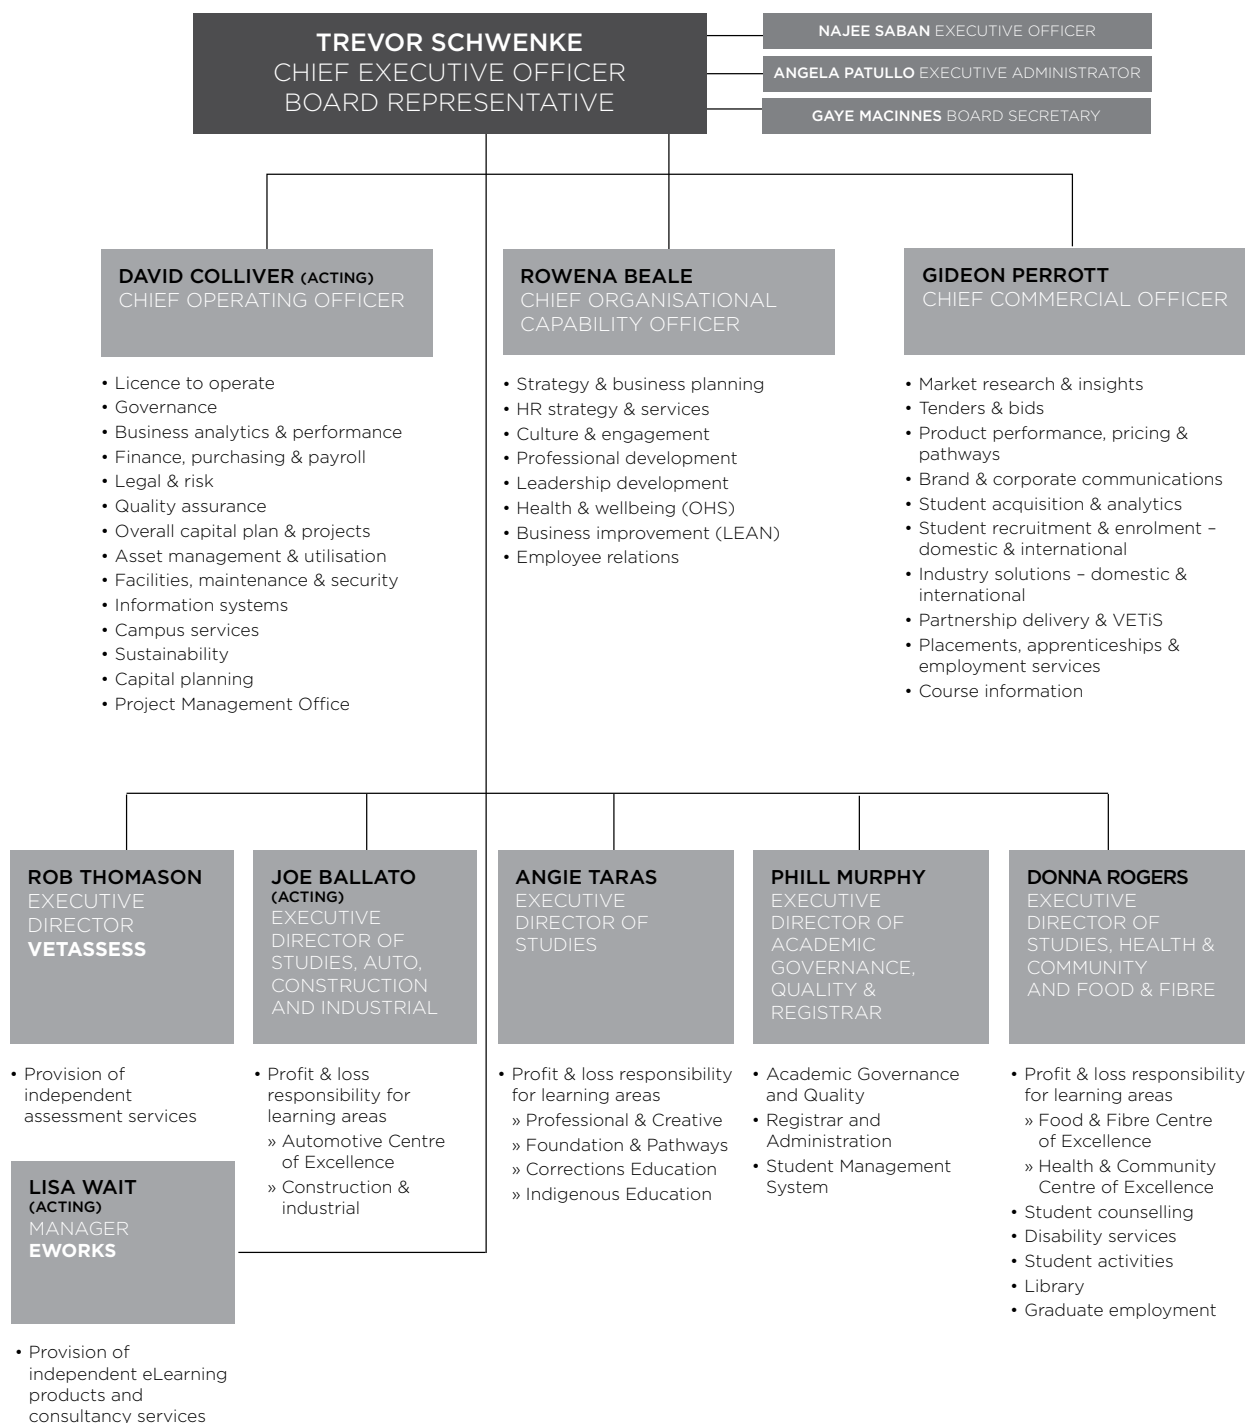 TREVOR SCHWENKE
CHIEF EXECUTIVE OFFICER
BOARD REPRESENTATIVE
NAJEE SABAN EXECUTIVE OFFICER
ANGELA PATULLO EXECUTIVE ADMINISTRATOR
GAYE MACINNES BOARD SECRETARY
DAVID COLLIVER (ACTING)
CHIEF OPERATING OFFICER
• Licence to operate
• Governance
• Business analytics & performance
• Finance, purchasing & payroll
• Legal & risk
• Quality assurance
• Overall capital plan & projects
• Asset management & utilisation
• Facilities, maintenance & security
• Information systems
• Campus services
• Sustainability
• Capital planning
• Project Management Office
ROWENA BEALE
CHIEF ORGANISATIONAL
CAPABILITY OFFICER
• Strategy & business planning
• HR strategy & services
• Culture & engagement
• Professional development
• Leadership development
• Health & wellbeing (OHS)
• Business improvement (LEAN)
• Employee relations
GIDEON PERROTT
CHIEF COMMERCIAL OFFICER
• Market research & insights
• Tenders & bids
• Product performance, pricing &
pathways
• Brand & corporate communications
• Student acquisition & analytics
• Student recruitment & enrolment –
domestic & international
• Industry solutions – domestic &
international
• Partnership delivery & VETiS
• Placements, apprenticeships &
employment services
• Course information
ROB THOMASON
EXECUTIVE
DIRECTOR
VETASSESS
• Provision of
independent
assessment services
LISA WAIT
(ACTING)
MANAGER
EWORKS
• Provision of
independent eLearning
products and
consultancy services
JOE BALLATO
(ACTING)
EXECUTIVE
DIRECTOR OF
STUDIES, AUTO,
CONSTRUCTION
AND INDUSTRIAL
• Profit & loss
responsibility for
learning areas
» Automotive Centre
of Excellence
» Construction &
industrial
ANGIE TARAS
EXECUTIVE
DIRECTOR OF
STUDIES
• Profit & loss responsibility
for learning areas
» Professional & Creative
» Foundation & Pathways
» Corrections Education
» Indigenous Education
PHILL MURPHY
EXECUTIVE
DIRECTOR OF
ACADEMIC
GOVERNANCE,
QUALITY &
REGISTRAR
• Academic Governance
and Quality
• Registrar and
Administration
• Student Management
System
DONNA ROGERS
EXECUTIVE
DIRECTOR OF
STUDIES, HEALTH &
COMMUNITY
AND FOOD & FIBRE
• Profit & loss responsibility
for learning areas
» Food & Fibre Centre
of Excellence
» Health & Community
Centre of Excellence
• Student counselling
• Disability services
• Student activities
• Library
• Graduate employment